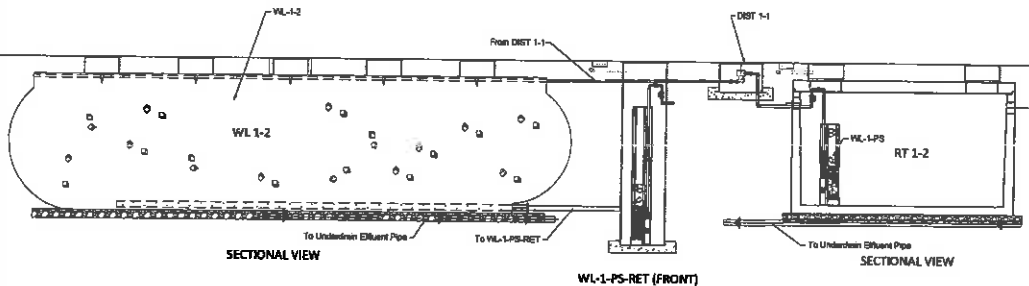 WL-1-2
DIST 1-1
From DIST 1-1
WL 1-2
WL-1-PS
RT 1-2
To Underdrain Effluent Pipe
To WL-1-PS-RET
To Underdrain Effluent Pipe
SECTIONAL VIEW
SECTIONAL VIEW
WL-1-PS-RET (FRONT)